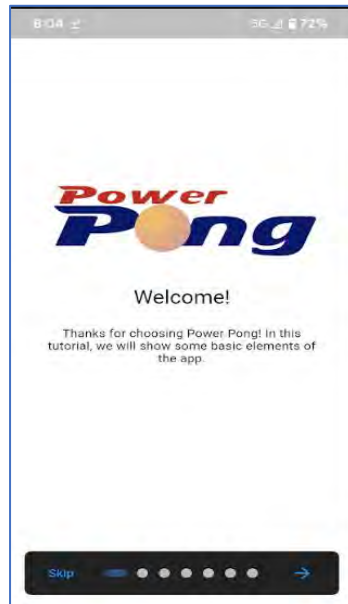 8:04
5G 72%
Power
Pong
Welcome!
Thanks for choosing Power Pong! In this
tutorial, we will show some basic elements of
the app.
Skip